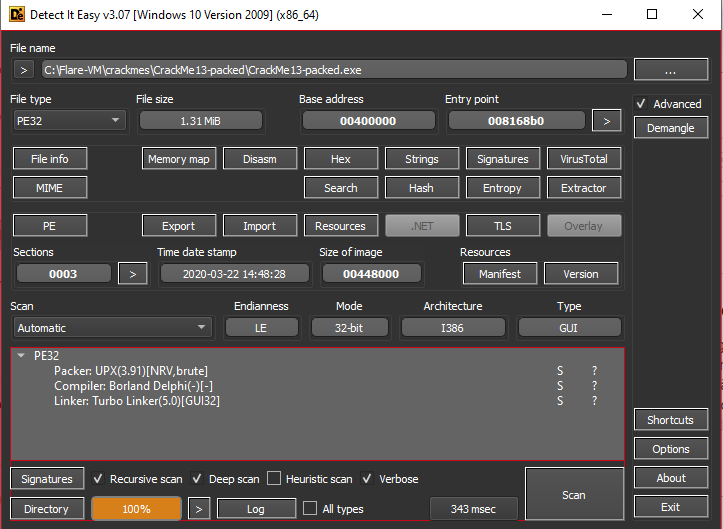 Detect It Easy v3.07 [Windows 10 Version 2009] (x86_64)
File name
> C:\Flare-VM\crackmes\CrackMe13-packed\CrackMe13-packed.exe ...
File type File size Base address Entry point Advanced
PE32 1.31 MiB 00400000 008168b0 > Demangle
File info Memory map Disasm Hex Strings Signatures VirusTotal
MIME Search Hash Entropy Extractor
PE Export Import Resources .NET TLS Overlay
Sections Time date stamp Size of image Resources
0003 > 2020-03-22 14:48:28 00448000 Manifest Version
Scan Endianness Mode Architecture Type
Automatic LE 32-bit I386 GUI
PE32
Packer: UPX(3.91)[NRV,brute] S ?
Compiler: Borland Delphi(-)[-] S ?
Linker: Turbo Linker(5.0)[GUI32] S ?
Shortcuts
Options
Signatures Recursive scan Deep scan Heuristic scan Verbose Scan About
Directory 100% > Log All types 343 msec Exit